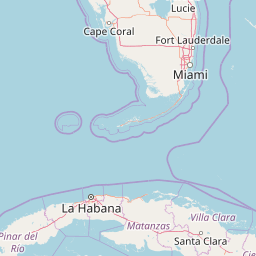 Lucie
Cape Coral
Fort Lauderdale
Miami
La Habana
Pinar del
Río
Matanzas
Villa Clara
Santa Clara